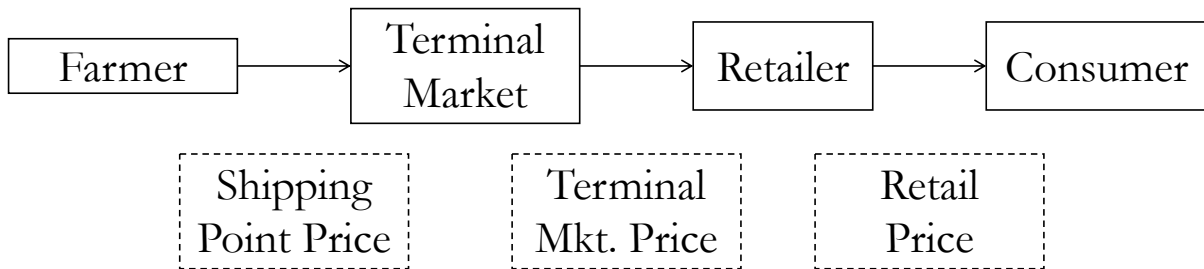 Farmer
Terminal
Market
Retailer
Consumer
Shipping
Point Price
Terminal
Mkt. Price
Retail
Price